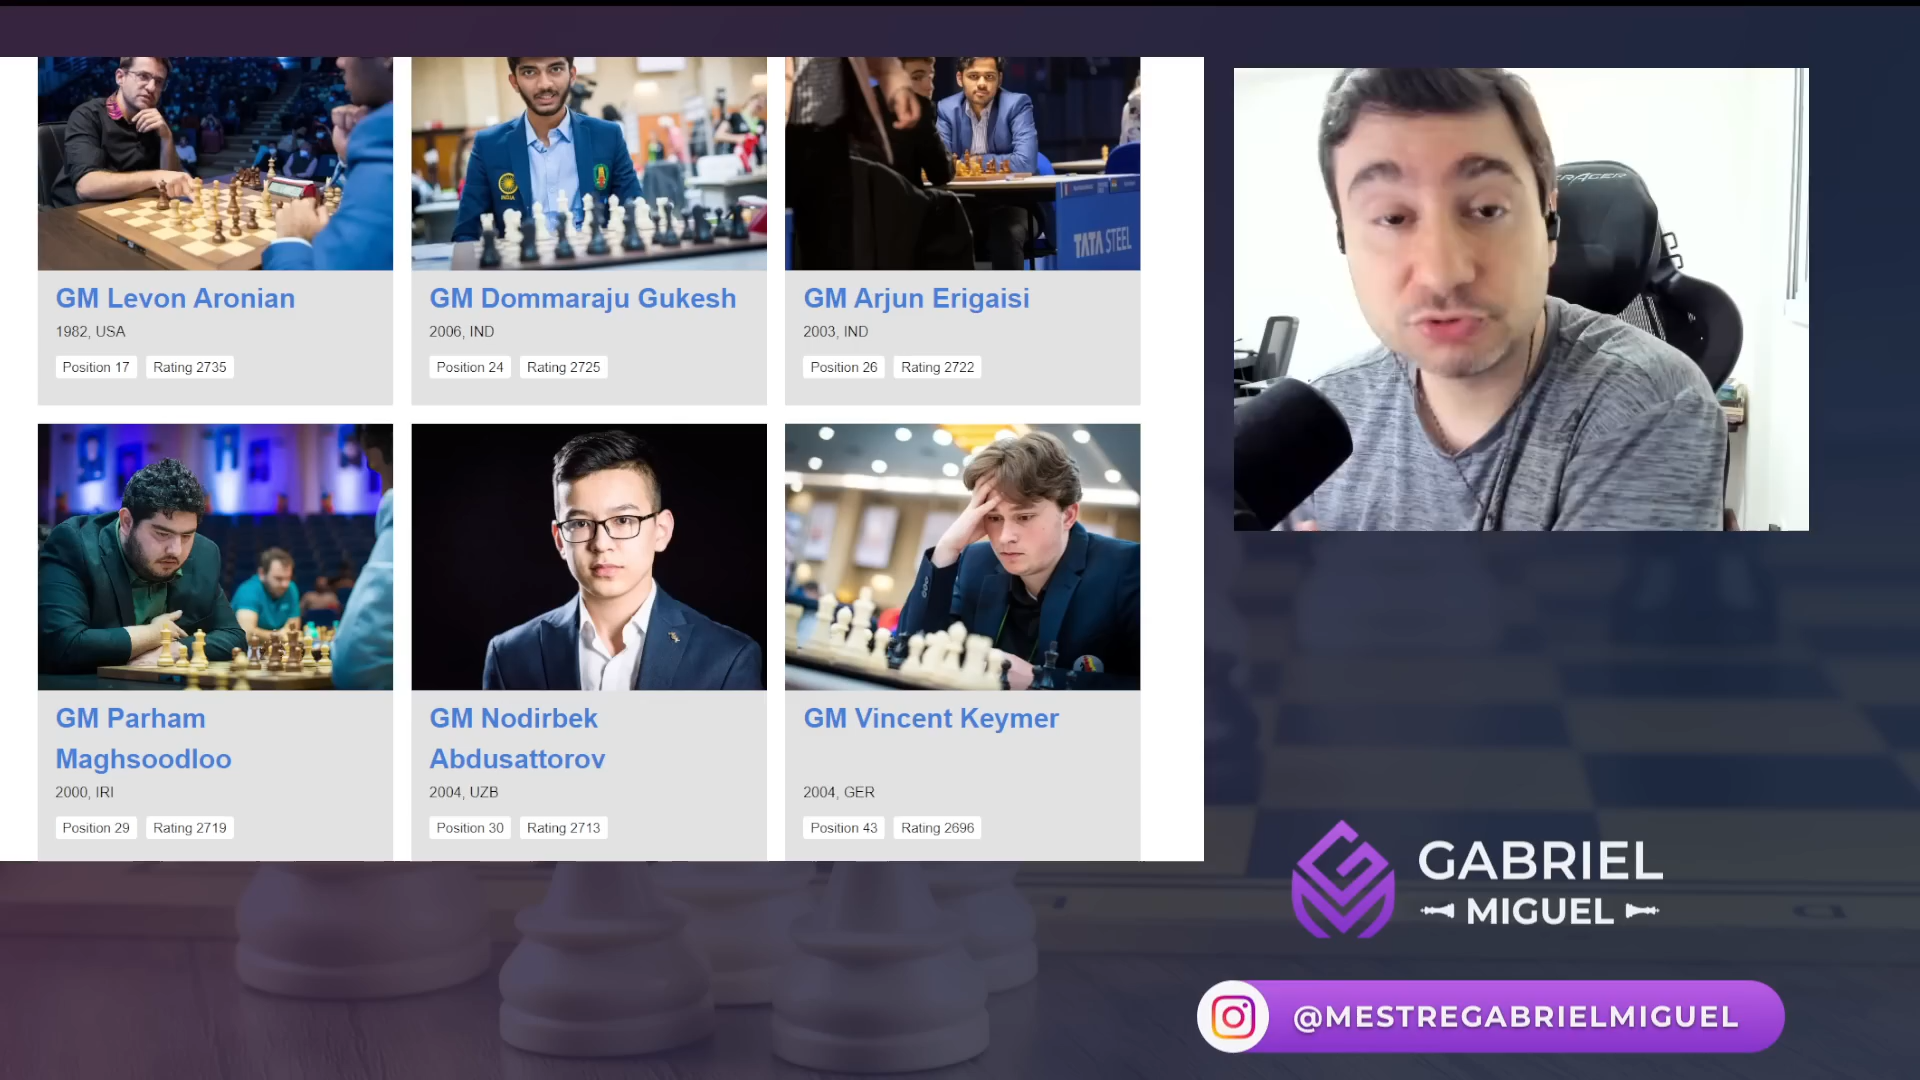 INDIA
TATA STEEL
GM Levon Aronian
1982, USA
Position 17 Rating 2735
GM Dommaraju Gukesh
2006, IND
Position 24 Rating 2725
GM Arjun Erigaisi
2003, IND
Position 26 Rating 2722
GM Parham
Maghsoodloo
2000, IRI
Position 29 Rating 2719
GM Nodirbek
Abdusattorov
2004, UZB
Position 30 Rating 2713
GM Vincent Keymer
2004, GER
Position 43 Rating 2696
GABRIEL
MIGUEL
@MESTREGABRIELMIGUEL